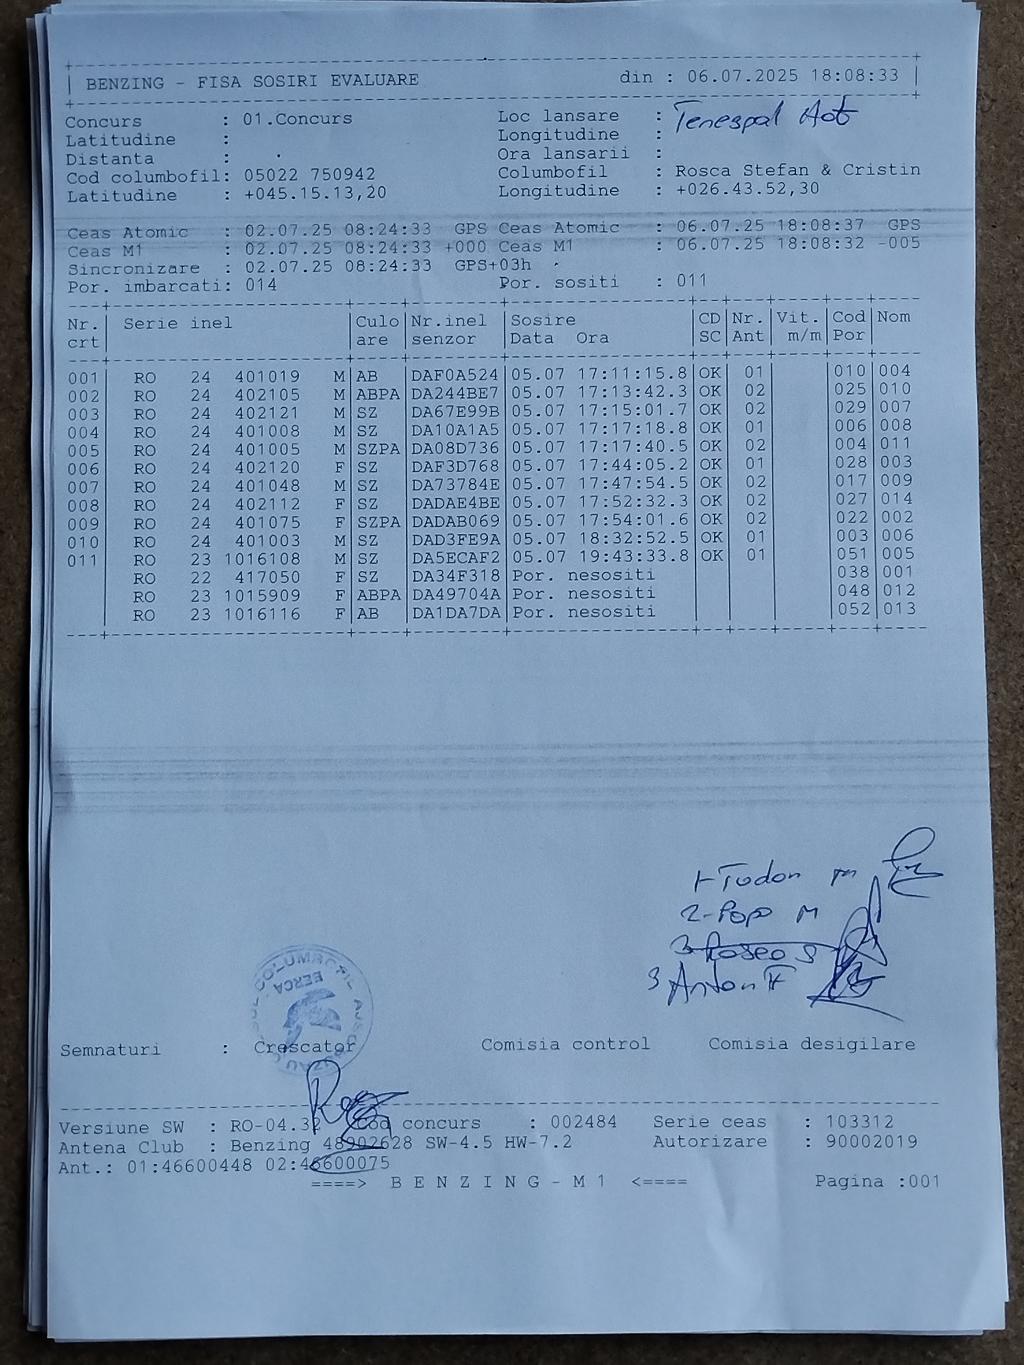 BENZING - FISA SOSIRI EVALUARE din : 06.07.2025 18:08:33
Concurs : 01.Concurs Loc lansare :
Latitudine : Longitudine :
Distanta : Ora lansarii :
Cod columbofil: 05022 750942 Columbofil : Rosca Stefan & Cristin
Latitudine : +045.15.13,20 Longitudine : +026.43.52,30
Ceas Atomic : 02.07.25 08:24:33 GPS Ceas Atomic : 06.07.25 18:08:37 GPS
Ceas M1 : 02.07.25 08:24:33 +000 Ceas M1 : 06.07.25 18:08:32 -005
Sincronizare : 02.07.25 08:24:33 GPS+03h
Por. imbarcati: 014 Por. sositi : 011
Nr. Serie inel Culo Nr.inel Sosire CD Nr. Vit. Cod Nom
crt are senzor Data Ora SC Ant m/m Por
001 RO 24 401019 M AB DAF0A524 05.07 17:11:15.8 OK 01 010 004
002 RO 24 402105 M ABPA DA244BE7 05.07 17:13:42.3 OK 02 025 010
003 RO 24 402121 M SZ DA67E99B 05.07 17:15:01.7 OK 02 029 007
004 RO 24 401008 M SZ DA10A1A5 05.07 17:17:18.8 OK 01 006 008
005 RO 24 401005 M SZPA DA08D736 05.07 17:17:40.5 OK 02 004 011
006 RO 24 402120 F SZ DAF3D768 05.07 17:44:05.2 OK 01 028 003
007 RO 24 401048 M SZ DA73784E 05.07 17:47:54.5 OK 02 017 009
008 RO 24 402112 F SZ DADAE4BE 05.07 17:52:32.3 OK 02 027 014
009 RO 24 401075 F SZPA DADAB069 05.07 17:54:01.6 OK 02 022 002
010 RO 24 401003 M SZ DAD3FE9A 05.07 18:32:52.5 OK 01 003 006
011 RO 23 1016108 M SZ DA5ECAF2 05.07 19:43:33.8 OK 01 051 005
RO 22 417050 F SZ DA34F318 Por. nesositi 038 001
RO 23 1015909 F ABPA DA49704A Por. nesositi 048 012
RO 23 1016116 F AB DA1DA7DA Por. nesositi 052 013
1-Tudor m
2-Popa M
3 Rosca S
3 Anton F
BERCA
Semnaturi : Crescator Comisia control Comisia desigilare
Versiune SW : RO-04.32 Cod concurs : 002484 Serie ceas : 103312
Antena Club : Benzing 48902628 SW-4.5 HW-7.2 Autorizare : 90002019
Ant.: 01:46600448 02:46600075
====> B E N Z I N G - M 1 <==== Pagina :001